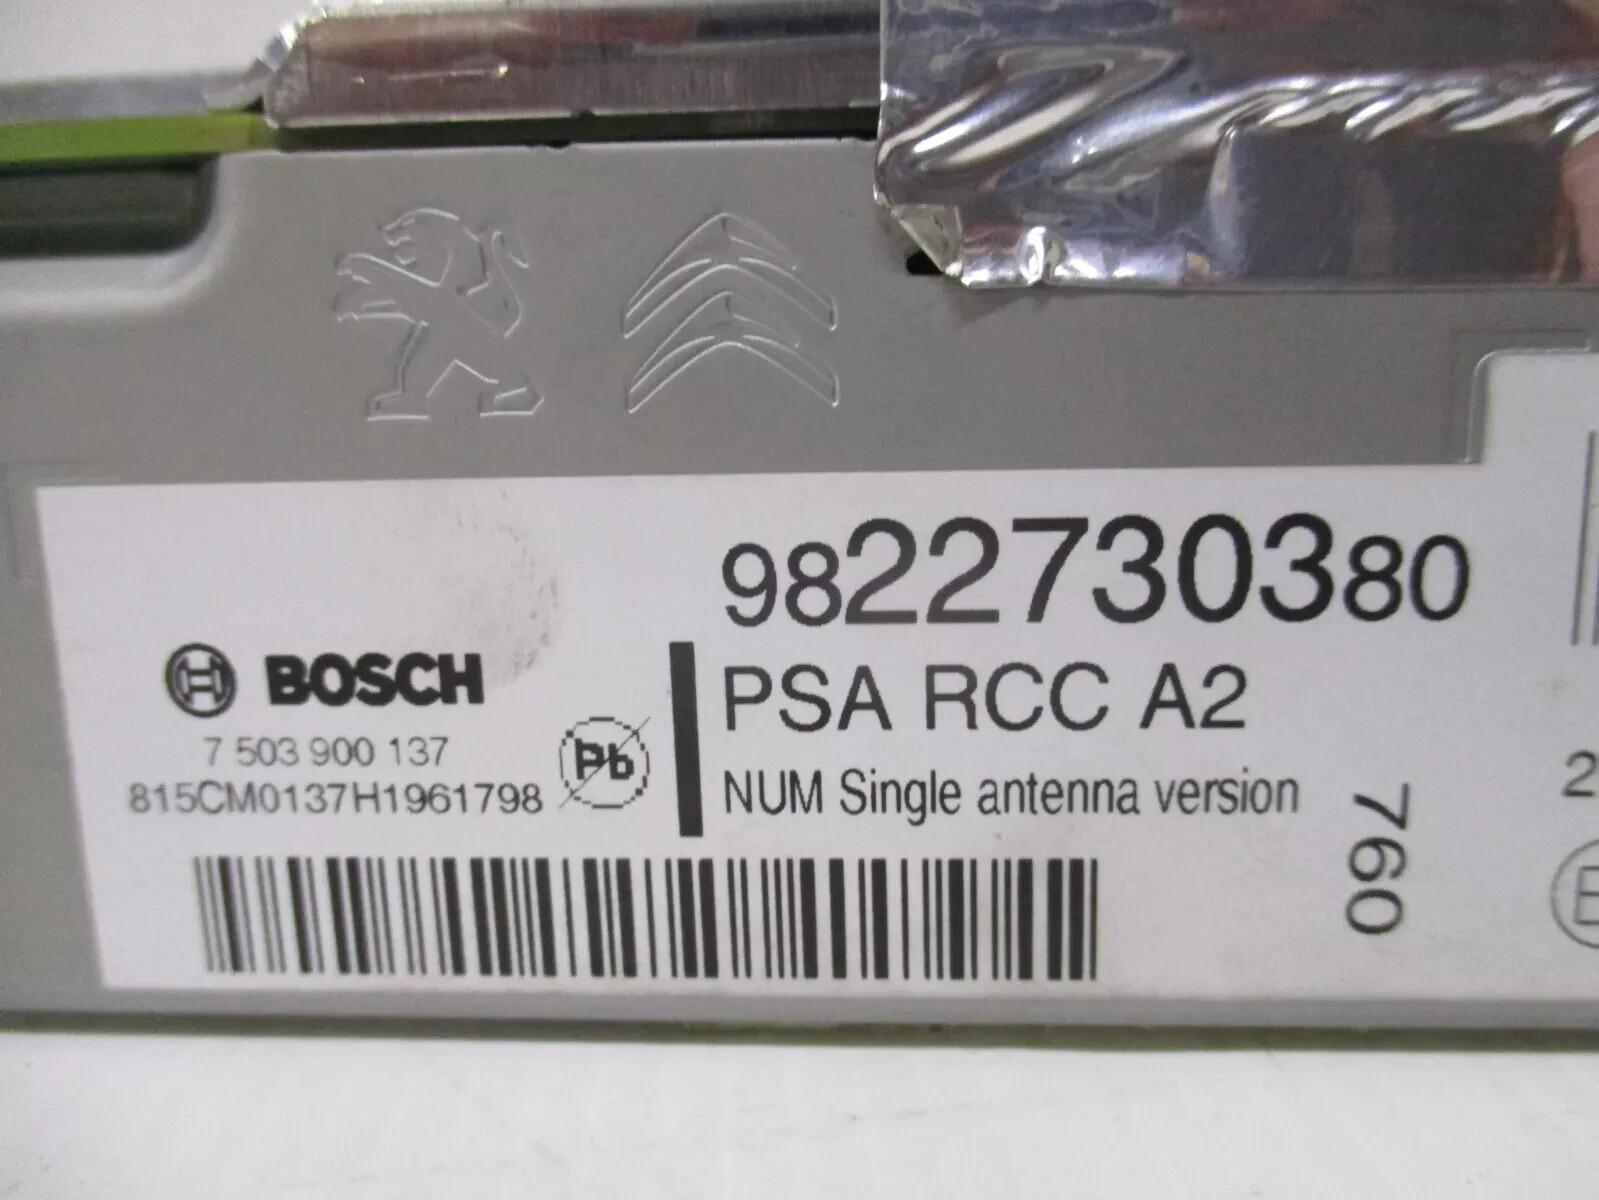 9822730380
BOSCH
PSA RCC A2
7 503 900 137
Pb
815CM0137H1961798
NUM Single antenna version
760
2
E